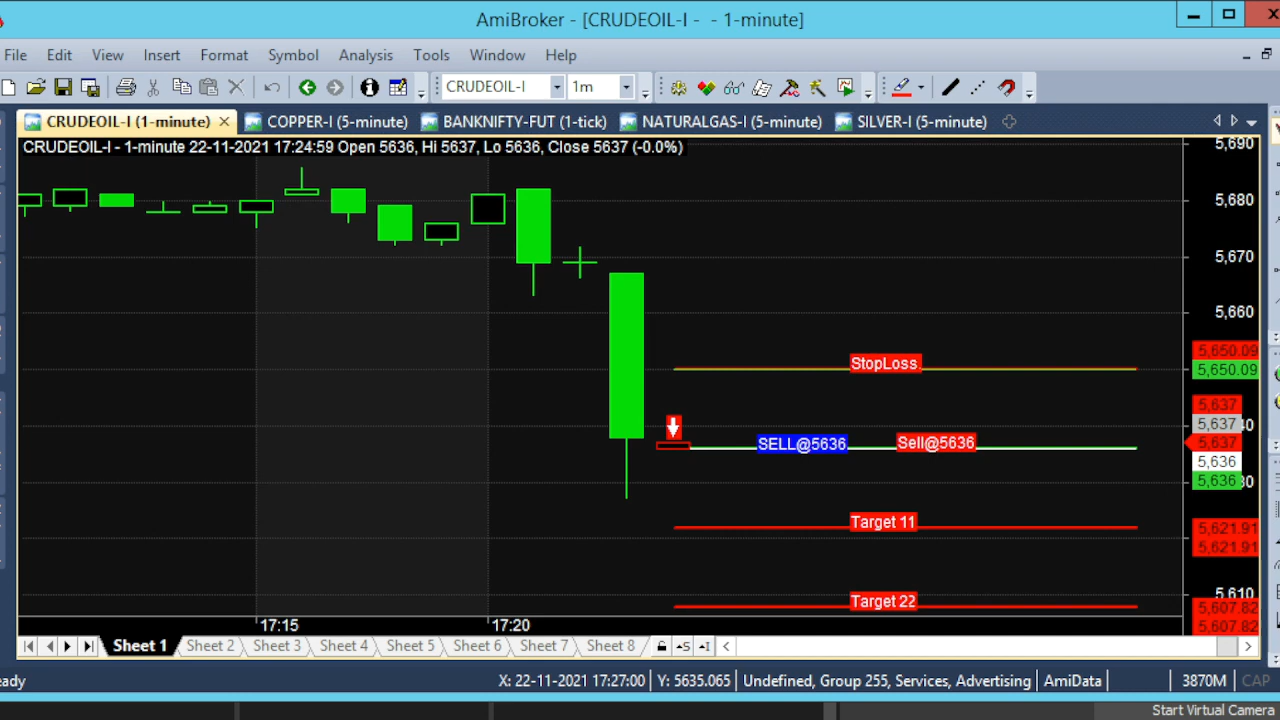 AmiBroker - [CRUDEOIL-I - - 1-minute]
File Edit View Insert Format Symbol Analysis Tools Window Help
CRUDEOIL-I 1m
CRUDEOIL-I (1-minute) COPPER-I (5-minute) BANKNIFTY-FUT (1-tick) NATURALGAS-I (5-minute) SILVER-I (5-minute)
CRUDEOIL-I - 1-minute 22-11-2021 17:24:59 Open 5636, Hi 5637, Lo 5636, Close 5637 (-0.0%)
5,690
5,680
5,670
5,660
5,650.09
StopLoss
5,650.09
5,637
5,637
SELL@5636 Sell@5636 5,637
5,636
5,636
Target 11 5,621.91
5,621.91
5,610
Target 22 5,607.82
5,607.82
17:15 17:20
Sheet 1 Sheet 2 Sheet 3 Sheet 4 Sheet 5 Sheet 6 Sheet 7 Sheet 8
eady X: 22-11-2021 17:27:00 Y: 5635.065 Undefined, Group 255, Services, Advertising AmiData 3870M CAP
Start Virtual Camera